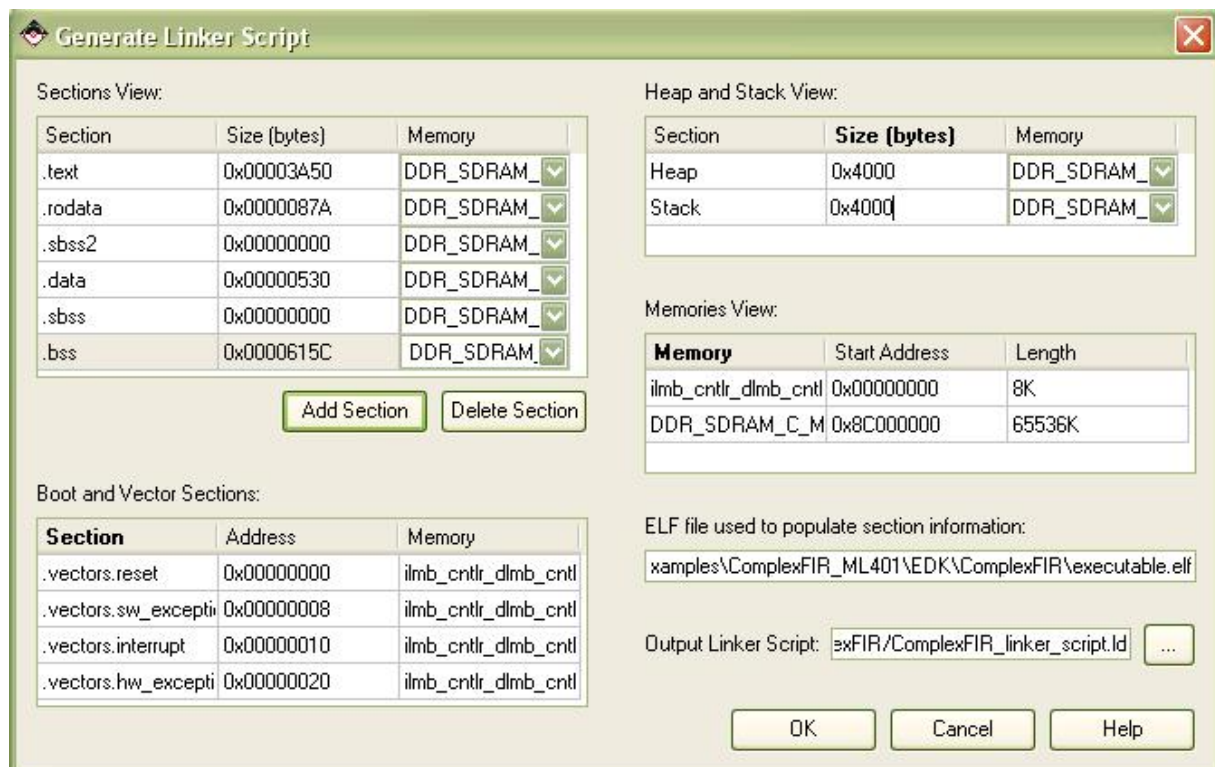 Generate Linker Script
Sections View:
Section Size (bytes) Memory
.text 0x00003A50 DDR_SDRAM_
.rodata 0x0000087A DDR_SDRAM_
.sbss2 0x00000000 DDR_SDRAM_
.data 0x00000530 DDR_SDRAM_
.sbss 0x00000000 DDR_SDRAM_
.bss 0x0000615C DDR_SDRAM_
Add Section Delete Section
Boot and Vector Sections:
Section Address Memory
.vectors.reset 0x00000000 ilmb_cntlr_dlmb_cntl
.vectors.sw_excepti 0x00000008 ilmb_cntlr_dlmb_cntl
.vectors.interrupt 0x00000010 ilmb_cntlr_dlmb_cntl
.vectors.hw_excepti 0x00000020 ilmb_cntlr_dlmb_cntl
Heap and Stack View:
Section Size (bytes) Memory
Heap 0x4000 DDR_SDRAM_
Stack 0x4000 DDR_SDRAM_
Memories View:
Memory Start Address Length
ilmb_cntlr_dlmb_cntl 0x00000000 8K
DDR_SDRAM_C_M 0x8C000000 65536K
ELF file used to populate section information:
xamples\ComplexFIR_ML401\EDK\ComplexFIR\executable.elf
Output Linker Script: exFIR/ComplexFIR_linker_script.ld ...
OK Cancel Help